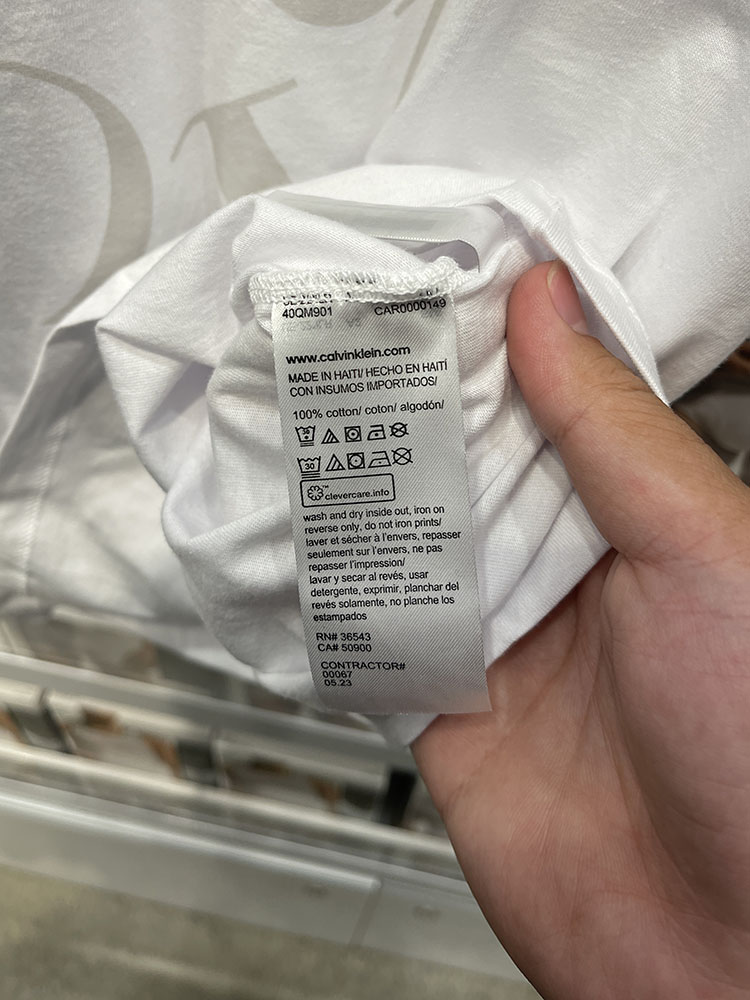 40QM901 CAR0000149
www.calvinklein.com
MADE IN HAITI/ HECHO EN HAITÍ
CON INSUMOS IMPORTADOS/
100% cotton/ coton/ algodón/
30
30
clevercare.info
wash and dry inside out, iron on
reverse only, do not iron prints/
laver et sécher à l'envers, repasser
seulement sur l'envers, ne pas
repasser l'impression/
lavar y secar al revés, usar
detergente, exprimir, planchar del
revés solamente, no planche los
estampados
RN# 36543
CA# 50900
CONTRACTOR#
00067
05.23